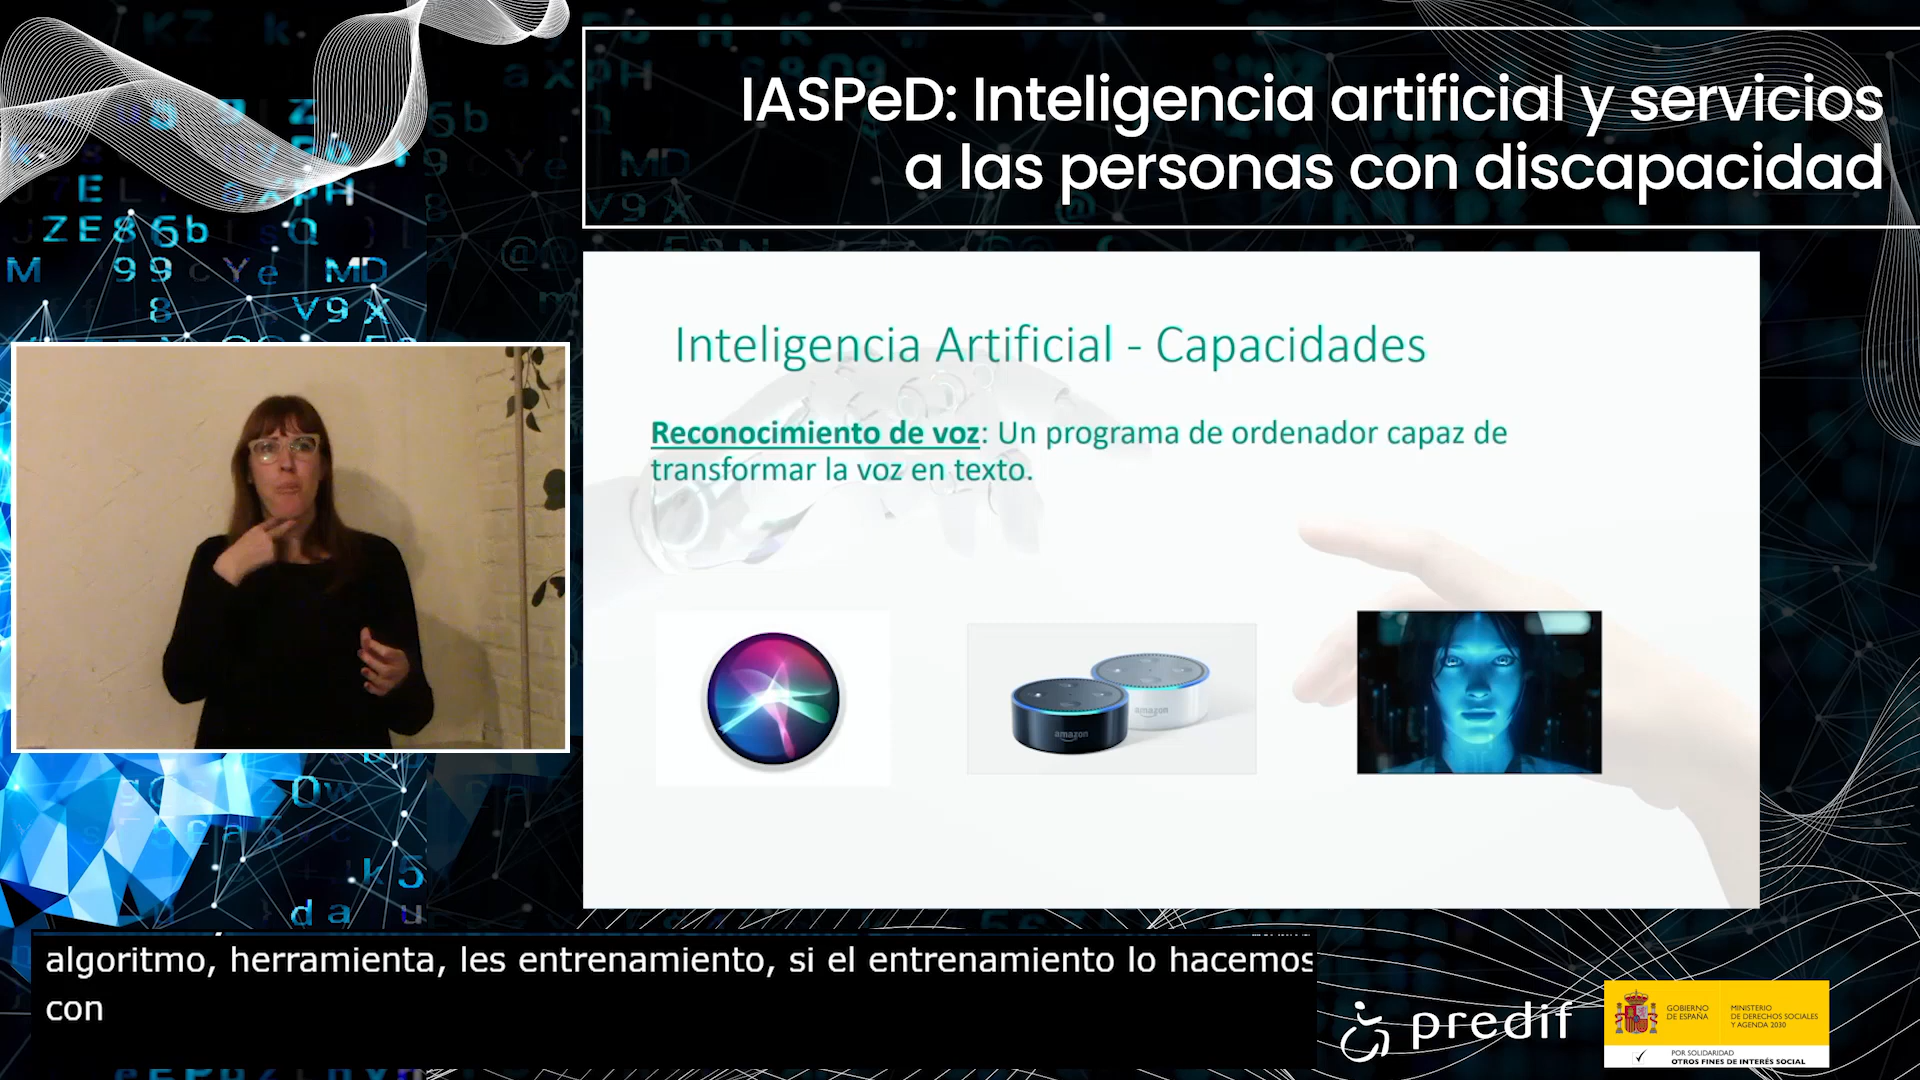 IASPeD: Inteligencia artificial y servicios
a las personas con discapacidad
Inteligencia Artificial - Capacidades
Reconocimiento de voz: Un programa de ordenador capaz de
transformar la voz en texto.
amazon
amazon
algoritmo, herramienta, les entrenamiento, si el entrenamiento lo hacemos
con
predif
GOBIERNO
DE ESPAÑA
MINISTERIO
DE DERECHOS SOCIALES
Y AGENDA 2030
POR SOLIDARIDAD
OTROS FINES DE INTERÉS SOCIAL